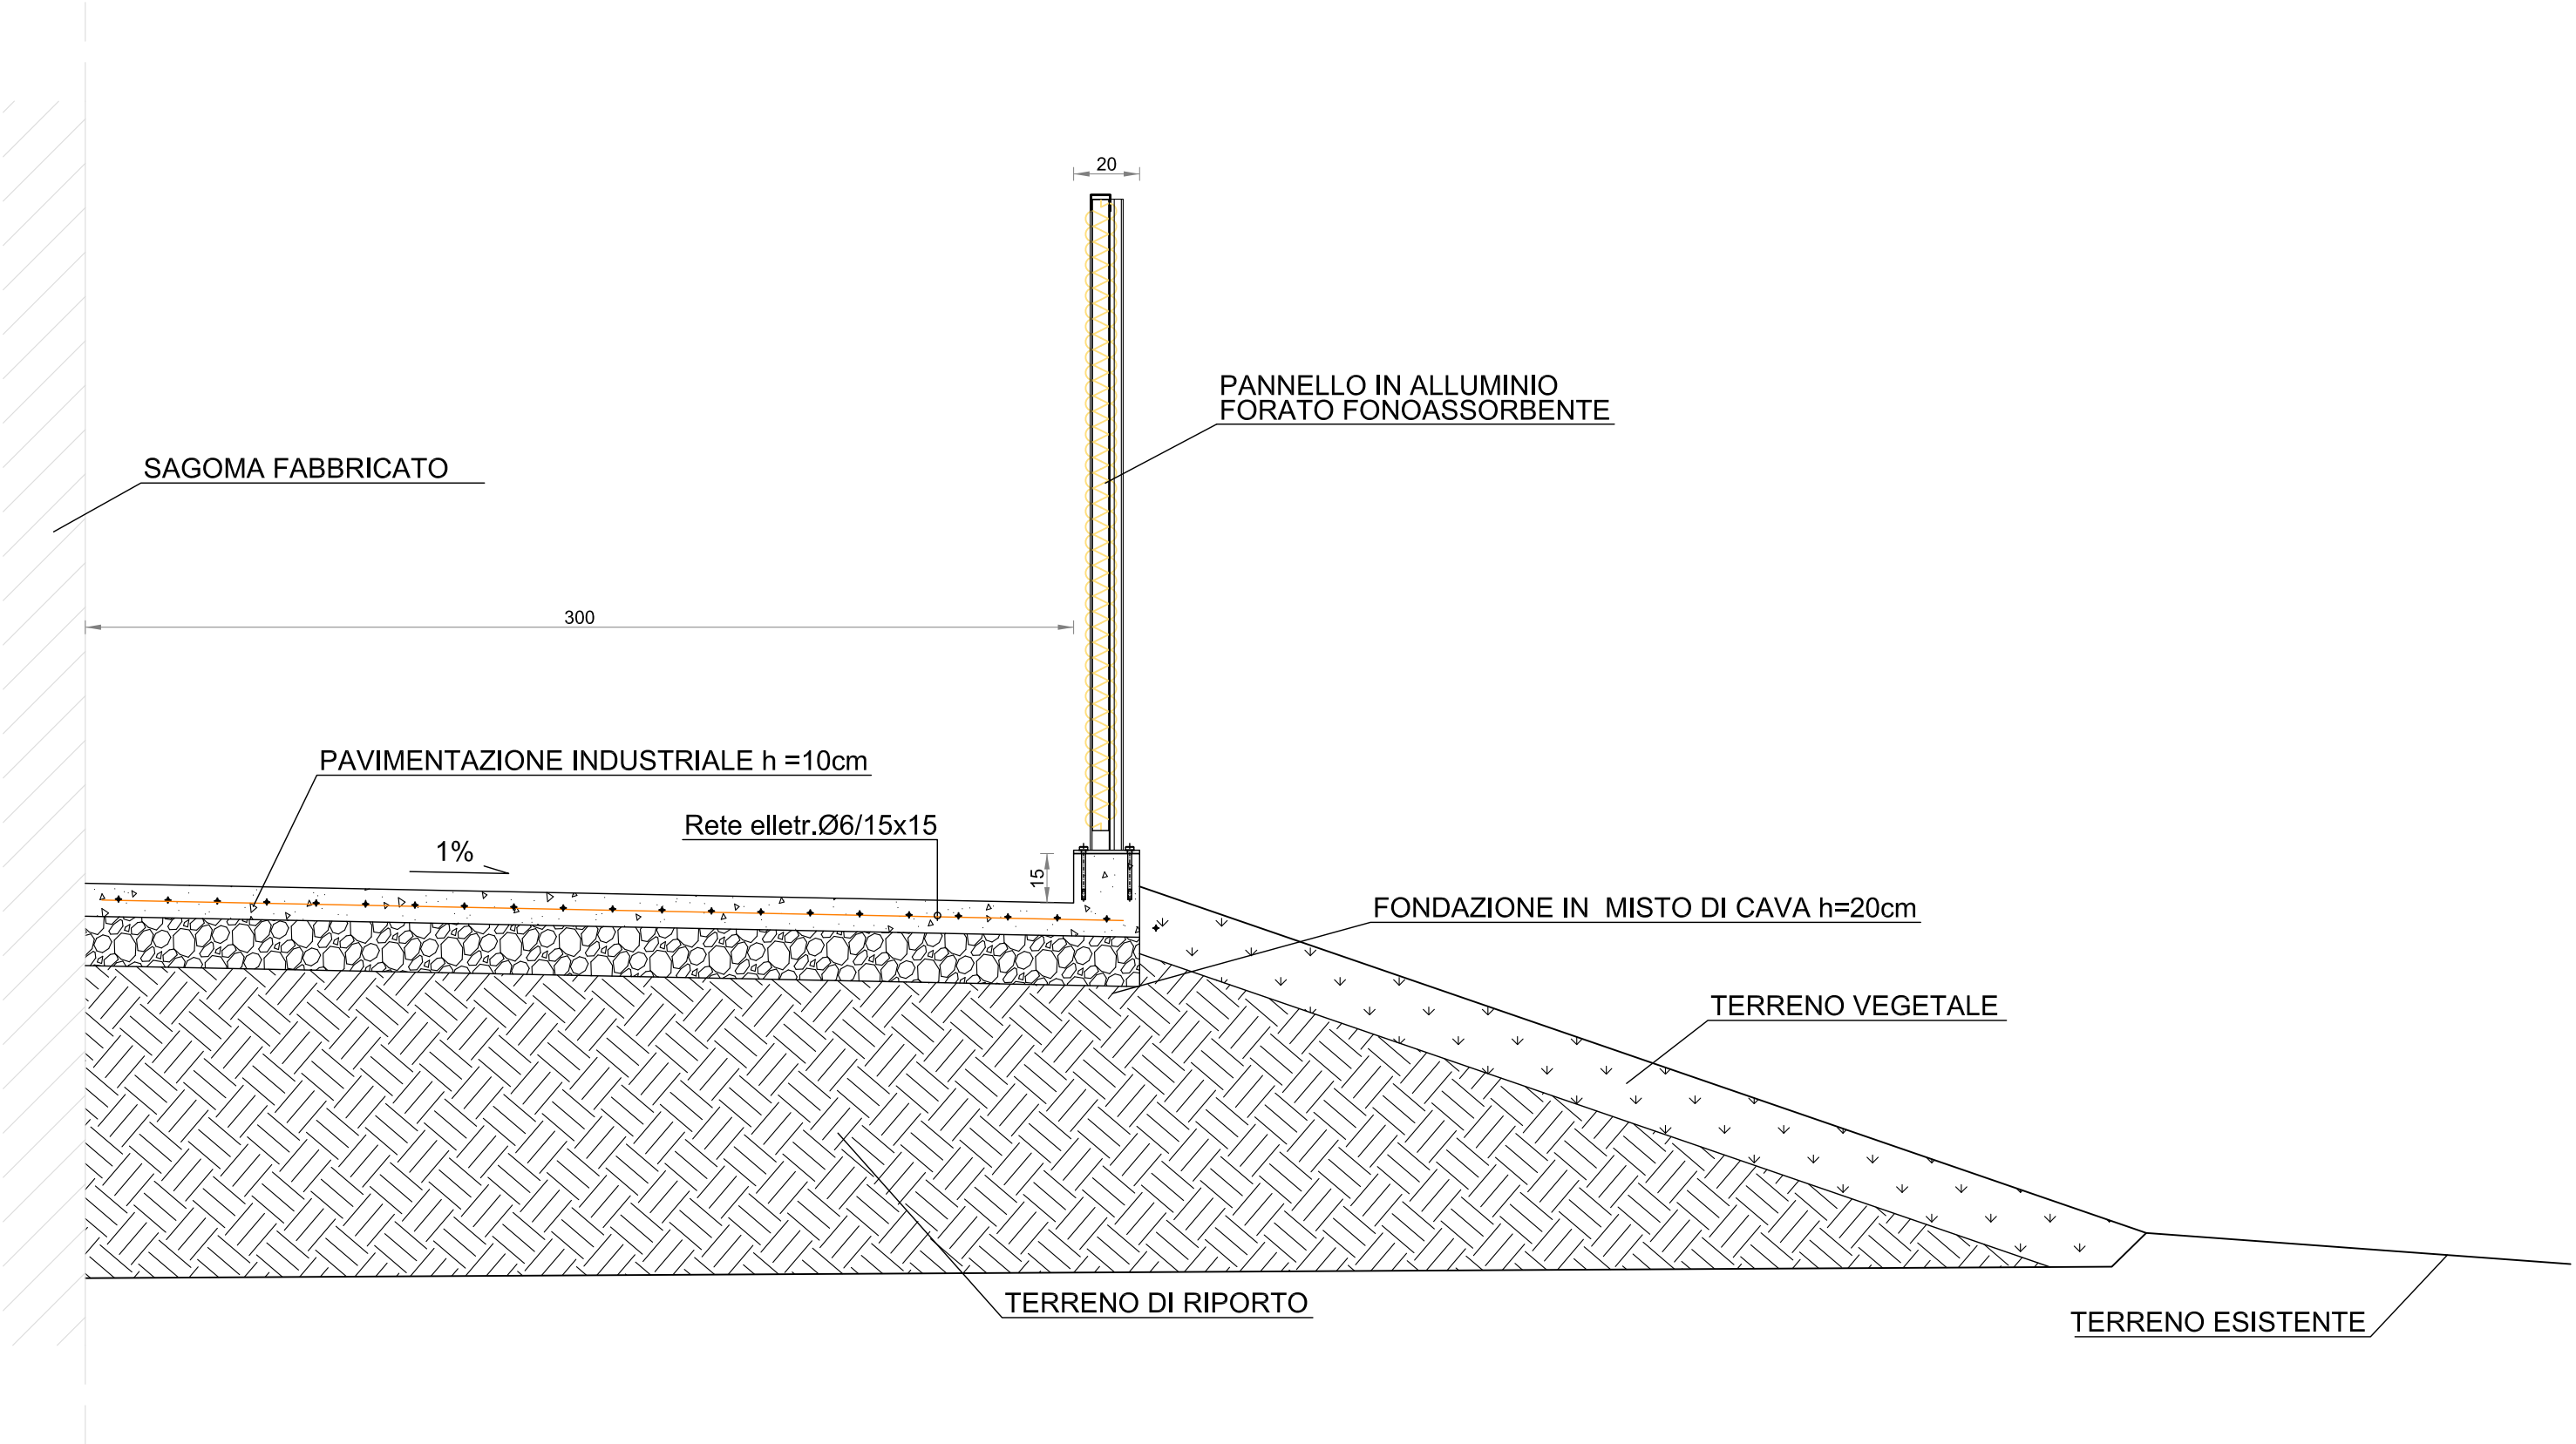 20
PANNELLO IN ALLUMINIO
FORATO FONOASSORBENTE
SAGOMA FABBRICATO
300
PAVIMENTAZIONE INDUSTRIALE h =10cm
Rete elletr.Ø6/15x15
1%
15
FONDAZIONE IN MISTO DI CAVA h=20cm
TERRENO VEGETALE
TERRENO DI RIPORTO
TERRENO ESISTENTE